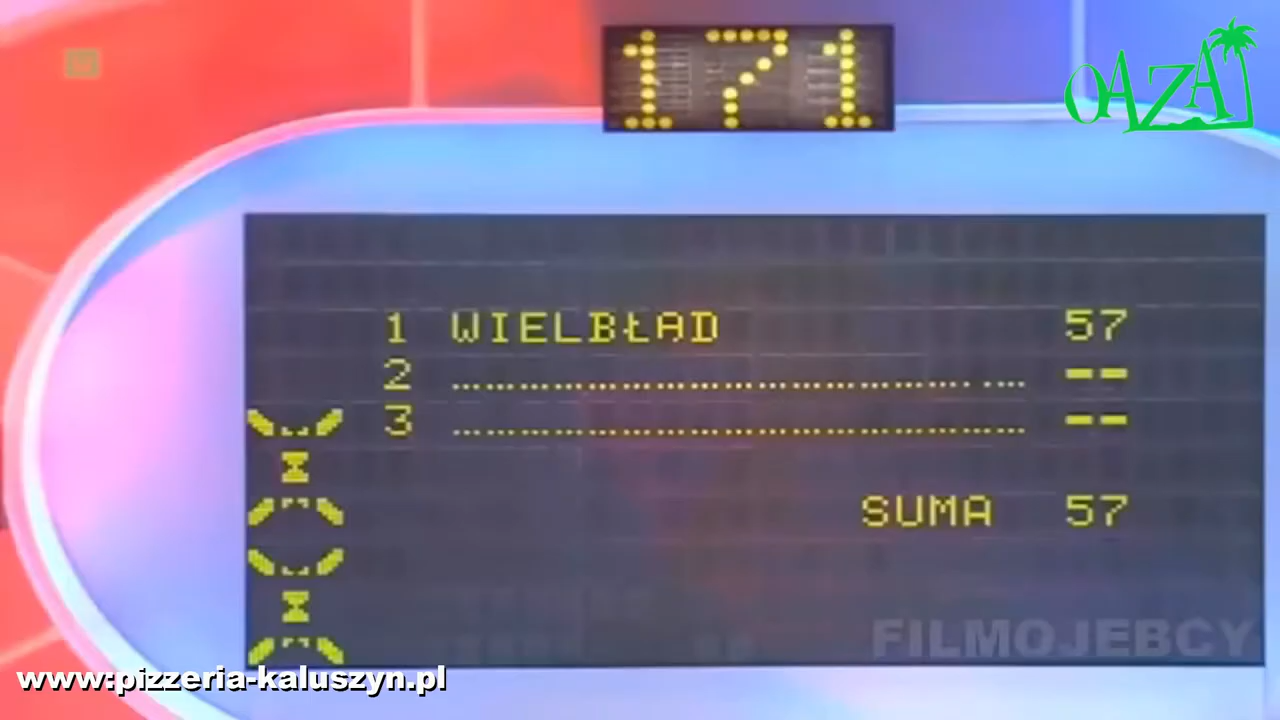 171
OAZA
1 WIELBŁAD 57
2 ........................................ --
3 ........................................ --
SUMA 57
FILMOJEBCY
www.pizzeria-kaluszyn.pl